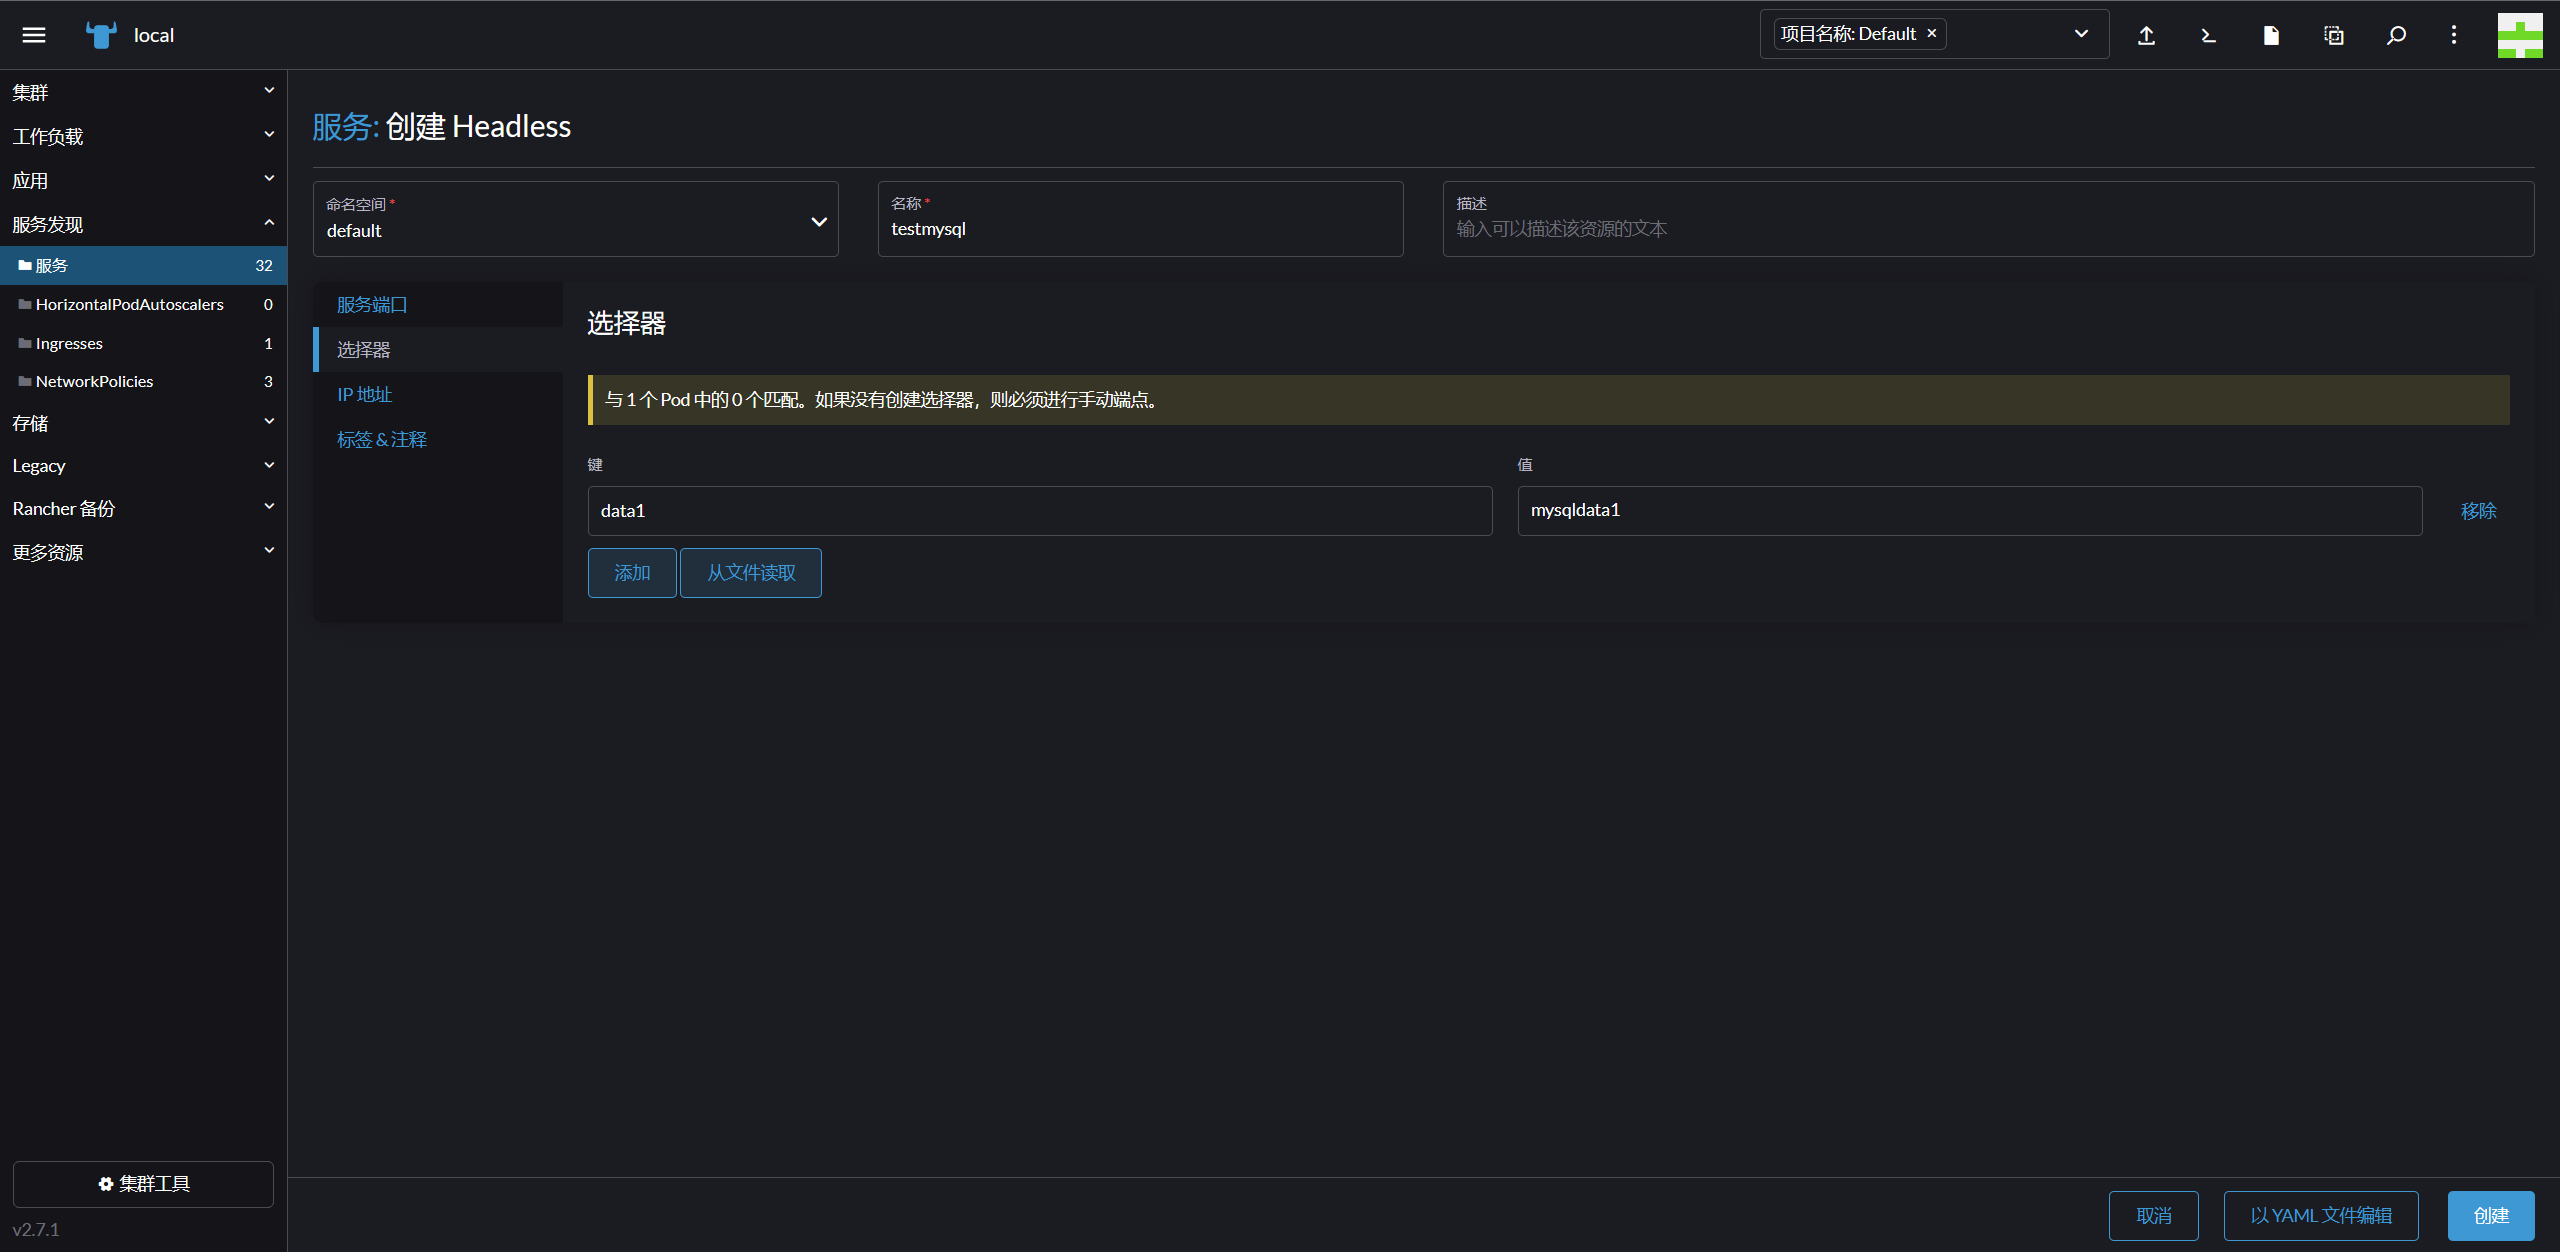 local
项目名称: Default ×
集群
工作负载
应用
服务发现
服务 32
HorizontalPodAutoscalers 0
Ingresses 1
NetworkPolicies 3
存储
Legacy
Rancher 备份
更多资源
集群工具
v2.7.1
服务: 创建 Headless
命名空间 *
default
名称 *
testmysql
描述
输入可以描述该资源的文本
服务端口
选择器
IP 地址
标签 & 注释
选择器
与 1 个 Pod 中的 0 个匹配。如果没有创建选择器，则必须进行手动端点。
键 值
data1 mysqldata1 移除
添加 从文件读取
取消 以 YAML 文件编辑 创建